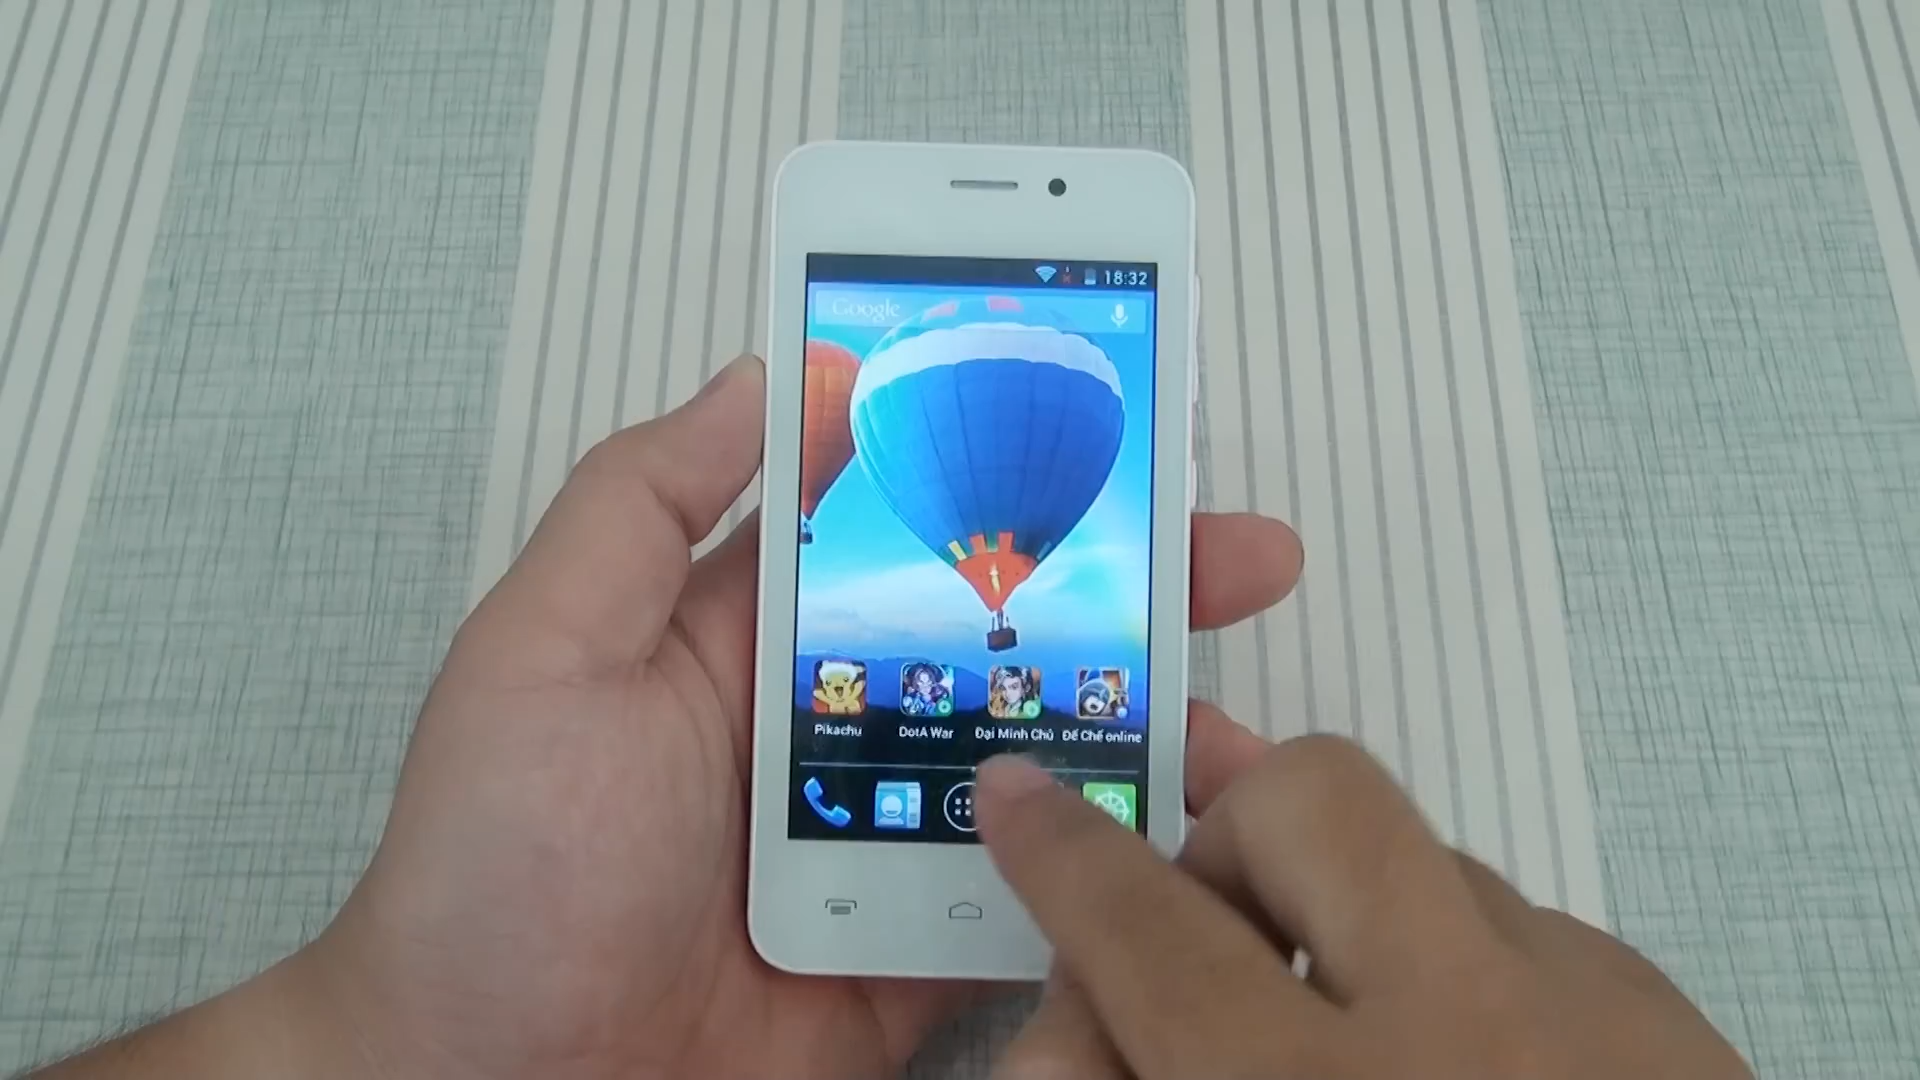 18:32
Google
Pikachu DotA War Đại Minh Chủ Đế Chế online